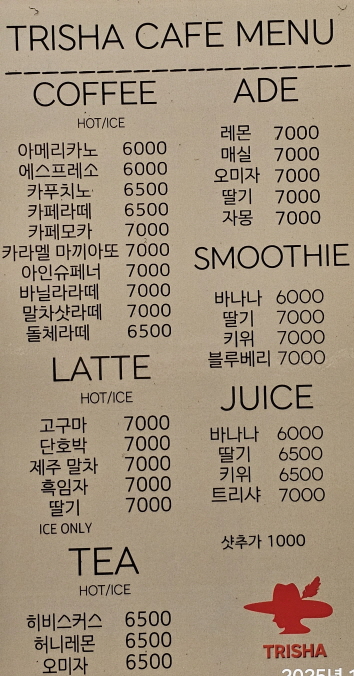 TRISHA CAFE MENU
COFFEE
HOT/ICE
아메리카노 6000
에스프레소 6000
카푸치노 6500
카페라떼 6500
카페모카 7000
카라멜 마끼아또 7000
아인슈페너 7000
바닐라라떼 7000
말차샷라떼 7000
돌체라떼 6500
LATTE
HOT/ICE
고구마 7000
단호박 7000
제주 말차 7000
흑임자 7000
딸기 7000
ICE ONLY
TEA
HOT/ICE
히비스커스 6500
허니레몬 6500
오미자 6500
ADE
레몬 7000
매실 7000
오미자 7000
딸기 7000
자몽 7000
SMOOTHIE
바나나 6000
딸기 7000
키위 7000
블루베리 7000
JUICE
바나나 6000
딸기 6500
키위 6500
트리샤 7000
샷추가 1000
TRISHA
2025년